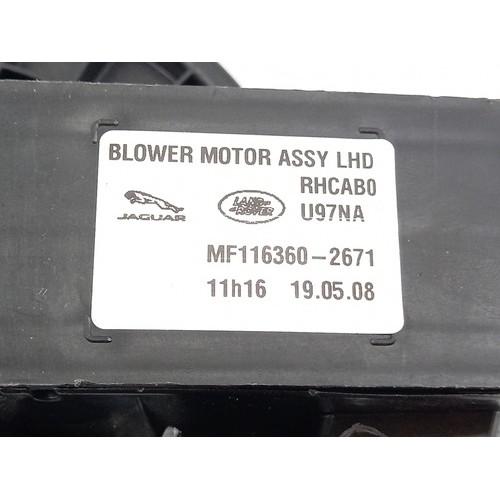 BLOWER MOTOR ASSY LHD
RHCAB0
JAGUAR
LAND ROVER
U97NA
MF116360-2671
11h16 19.05.08